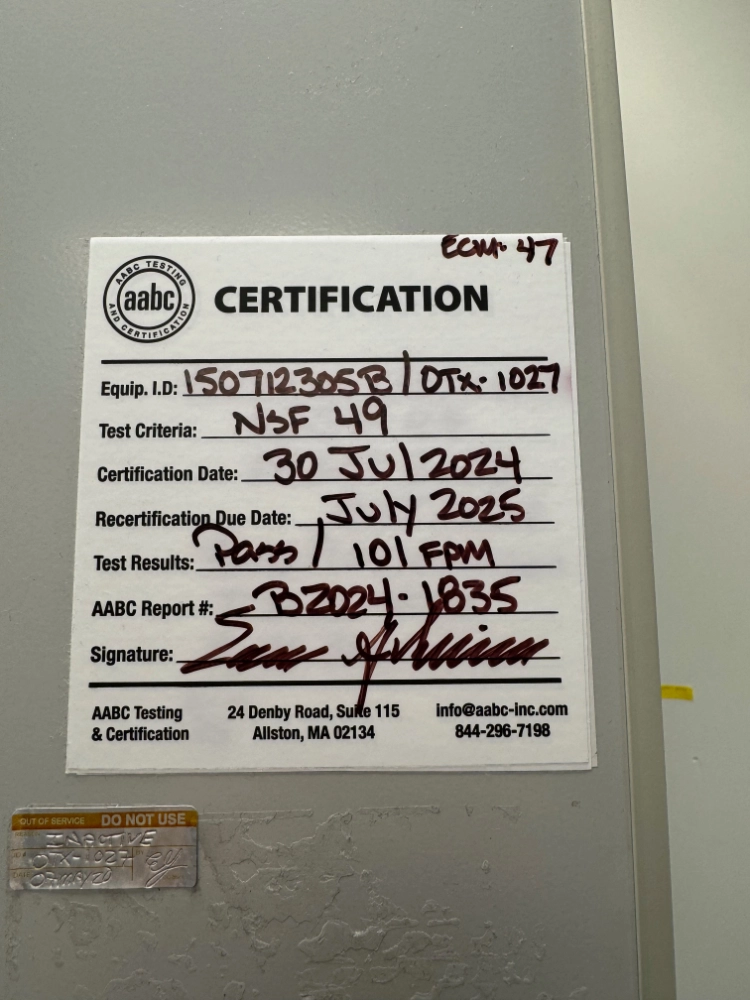 ECM-47
AABC TESTING
aabc
AND CERTIFICATION
CERTIFICATION
Equip. I.D: 150712305B / OTX-1027
Test Criteria: NSF 49
Certification Date: 30 Jul 2024
Recertification Due Date: July 2025
Test Results: Pass / 101 FPM
AABC Report #: B2024-1835
Signature:
AABC Testing
& Certification
24 Denby Road, Suite 115
Allston, MA 02134
info@aabc-inc.com
844-296-7198
OUT OF SERVICE DO NOT USE
INACTIVE
OTX-1027